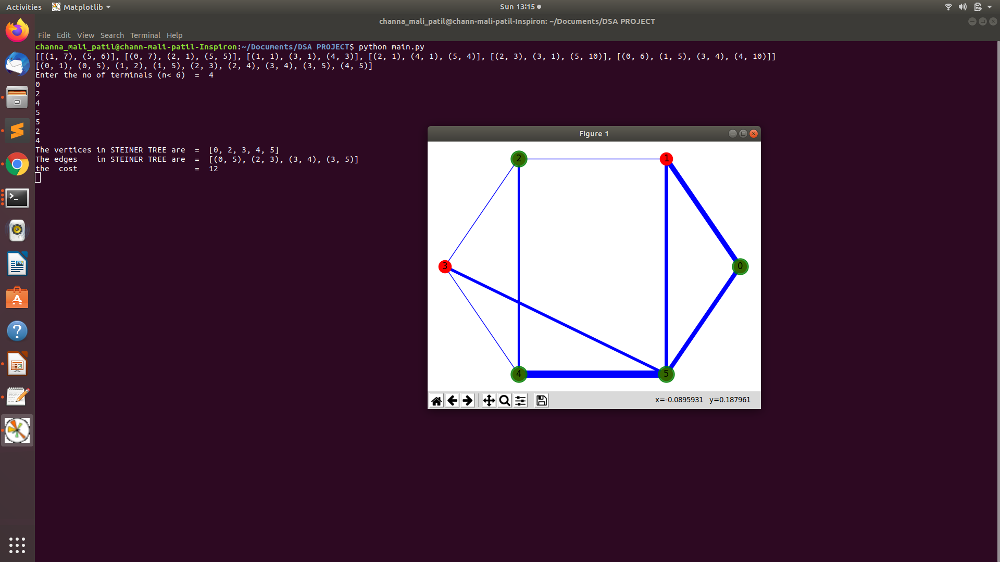 Activities Matplotlib Sun 13:15
channa_mali_patil@chann-mali-patil-Inspiron: ~/Documents/DSA PROJECT
File Edit View Search Terminal Help
channa_mali_patil@chann-mali-patil-Inspiron:~/Documents/DSA PROJECT$ python main.py
[[(1, 7), (5, 6)], [(0, 7), (2, 1), (5, 5)], [(1, 1), (3, 1), (4, 3)], [(2, 1), (4, 1), (5, 4)], [(2, 3), (3, 1), (5, 10)], [(0, 6), (1, 5), (3, 4), (4, 10)]]
[(0, 1), (0, 5), (1, 2), (1, 5), (2, 3), (2, 4), (3, 4), (3, 5), (4, 5)]
Enter the no of terminals (n< 6)  =  4
0
2
4
5
5
2
4
The vertices in STEINER TREE are  =  [0, 2, 3, 4, 5]
The edges    in STEINER TREE are  =  [(0, 5), (2, 3), (3, 4), (3, 5)]
the  cost                         =  12
Figure 1
2 1
3 0
4 5
x=-0.0895931 y=0.187961